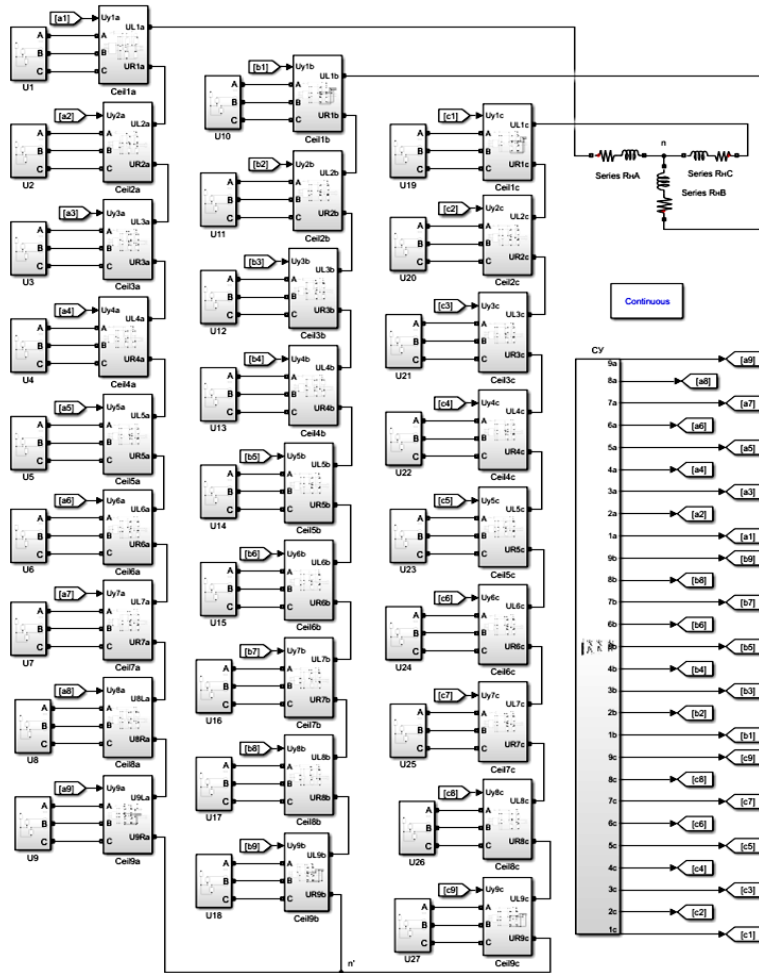 [a1] Uy1a UL1a
A A
B B
C C UR1a
U1 Ceil1a
[a2] Uy2a UL2a
A A
B B
C C UR2a
U2 Ceil2a
[a3] Uy3a UL3a
A A
B B
C C UR3a
U3 Ceil3a
[a4] Uy4a UL4a
A A
B B
C C UR4a
U4 Ceil4a
[a5] Uy5a UL5a
A A
B B
C C UR5a
U5 Ceil5a
[a6] Uy6a UL6a
A A
B B
C C UR6a
U6 Ceil6a
[a7] Uy7a UL7a
A A
B B
C C UR7a
U7 Ceil7a
[a8] Uy8a U8La
A A
B B
C C U8Ra
U8 Ceil8a
[a9] Uy9a U9La
A A
B B
C C U9Ra
U9 Ceil9a
[b1] Uy1b UL1b
A A
B B
C C UR1b
U10 Ceil1b
[b2] Uy2b UL2b
A A
B B
C C UR2b
U11 Ceil2b
[b3] Uy3b UL3b
A A
B B
C C UR3b
U12 Ceil3b
[b4] Uy4b UL4b
A A
B B
C C UR4b
U13 Ceil4b
[b5] Uy5b UL5b
A A
B B
C C UR5b
U14 Ceil5b
[b6] Uy6b UL6b
A A
B B
C C UR6b
U15 Ceil6b
[b7] Uy7b UL7b
A A
B B
C C UR7b
U16 Ceil7b
[b8] Uy8b UL8b
A A
B B
C C UR8b
U17 Ceil8b
[b9] Uy9b UL9b
A A
B B
C C UR9b
U18 Ceil9b
n'
[c1] Uy1c UL1c
A A
B B
C C UR1c
U19 Ceil1c
[c2] Uy2c UL2c
A A
B B
C C UR2c
U20 Ceil2c
[c3] Uy3c UL3c
A A
B B
C C UR3c
U21 Ceil3c
[c4] Uy4c UL4c
A A
B B
C C UR4c
U22 Ceil4c
[c5] Uy5c UL5c
A A
B B
C C UR5c
U23 Ceil5c
[c6] Uy6c UL6c
A A
B B
C C UR6c
U24 Ceil6c
[c7] Uy7c UL7c
A A
B B
C C UR7c
U25 Ceil7c
[c8] Uy8c UL8c
A A
B B
C C UR8c
U26 Ceil8c
[c9] Uy9c UL9c
A A
B B
C C UR9c
U27 Ceil9c
n
Series RнA
Series RнC
Series RнB
Continuous
СУ
9a [a9]
8a [a8]
7a [a7]
6a [a6]
5a [a5]
4a [a4]
3a [a3]
2a [a2]
1a [a1]
9b [b9]
8b [b8]
7b [b7]
6b [b6]
5b [b5]
4b [b4]
3b [b3]
2b [b2]
1b [b1]
9c [c9]
8c [c8]
7c [c7]
6c [c6]
5c [c5]
4c [c4]
3c [c3]
2c [c2]
1c [c1]